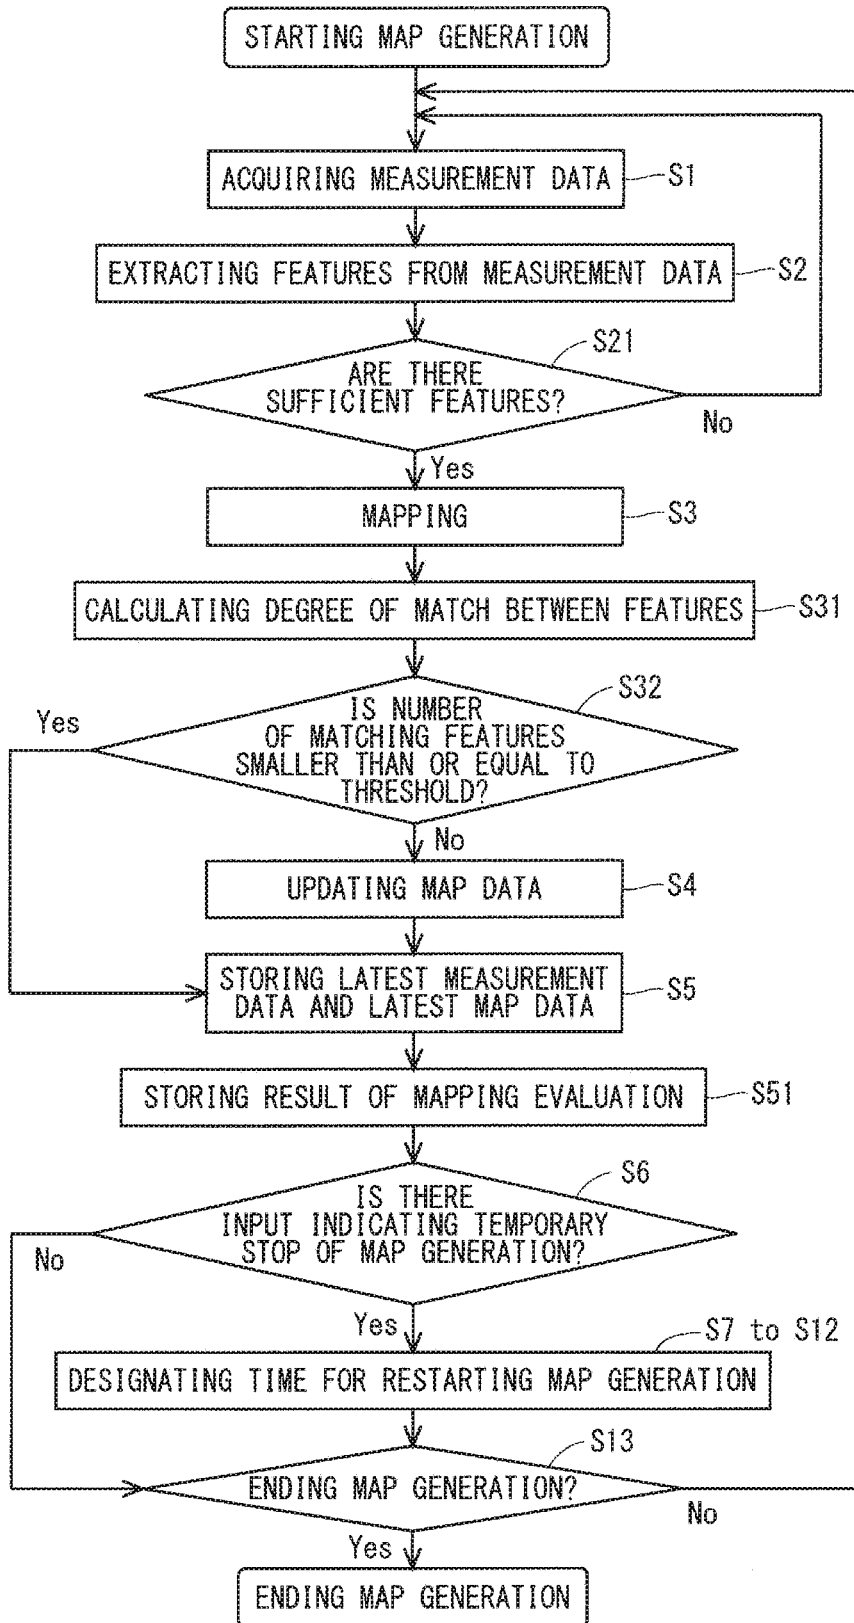 STARTING MAP GENERATION
ACQUIRING MEASUREMENT DATA
S1
EXTRACTING FEATURES FROM MEASUREMENT DATA
S2
S21
ARE THERE
SUFFICIENT FEATURES?
No
Yes
MAPPING
S3
CALCULATING DEGREE OF MATCH BETWEEN FEATURES
S31
S32
Yes
IS NUMBER
OF MATCHING FEATURES
SMALLER THAN OR EQUAL TO
THRESHOLD?
No
UPDATING MAP DATA
S4
STORING LATEST MEASUREMENT
DATA AND LATEST MAP DATA
S5
STORING RESULT OF MAPPING EVALUATION
S51
S6
IS THERE
INPUT INDICATING TEMPORARY
STOP OF MAP GENERATION?
No
Yes
S7 to S12
DESIGNATING TIME FOR RESTARTING MAP GENERATION
S13
ENDING MAP GENERATION?
No
Yes
ENDING MAP GENERATION